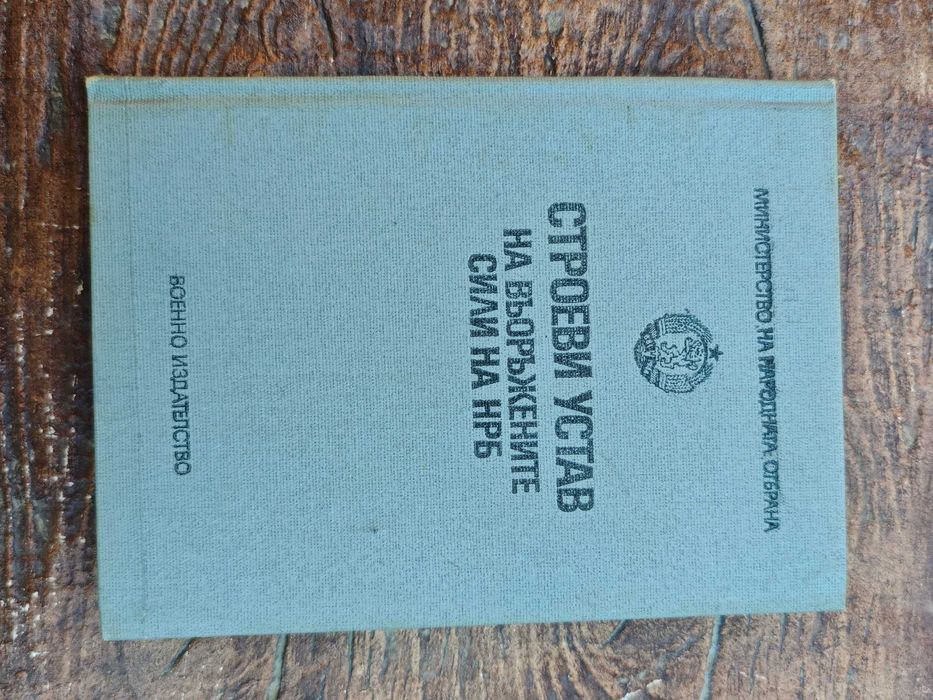 МИНИСТЕРСТВО НА НАРОДНАТА ОТБРАНА
СТРОЕВИ УСТАВ
НА ВЪОРЪЖЕНИТЕ
СИЛИ НА НРБ
ВОЕННО ИЗДАТЕЛСТВО